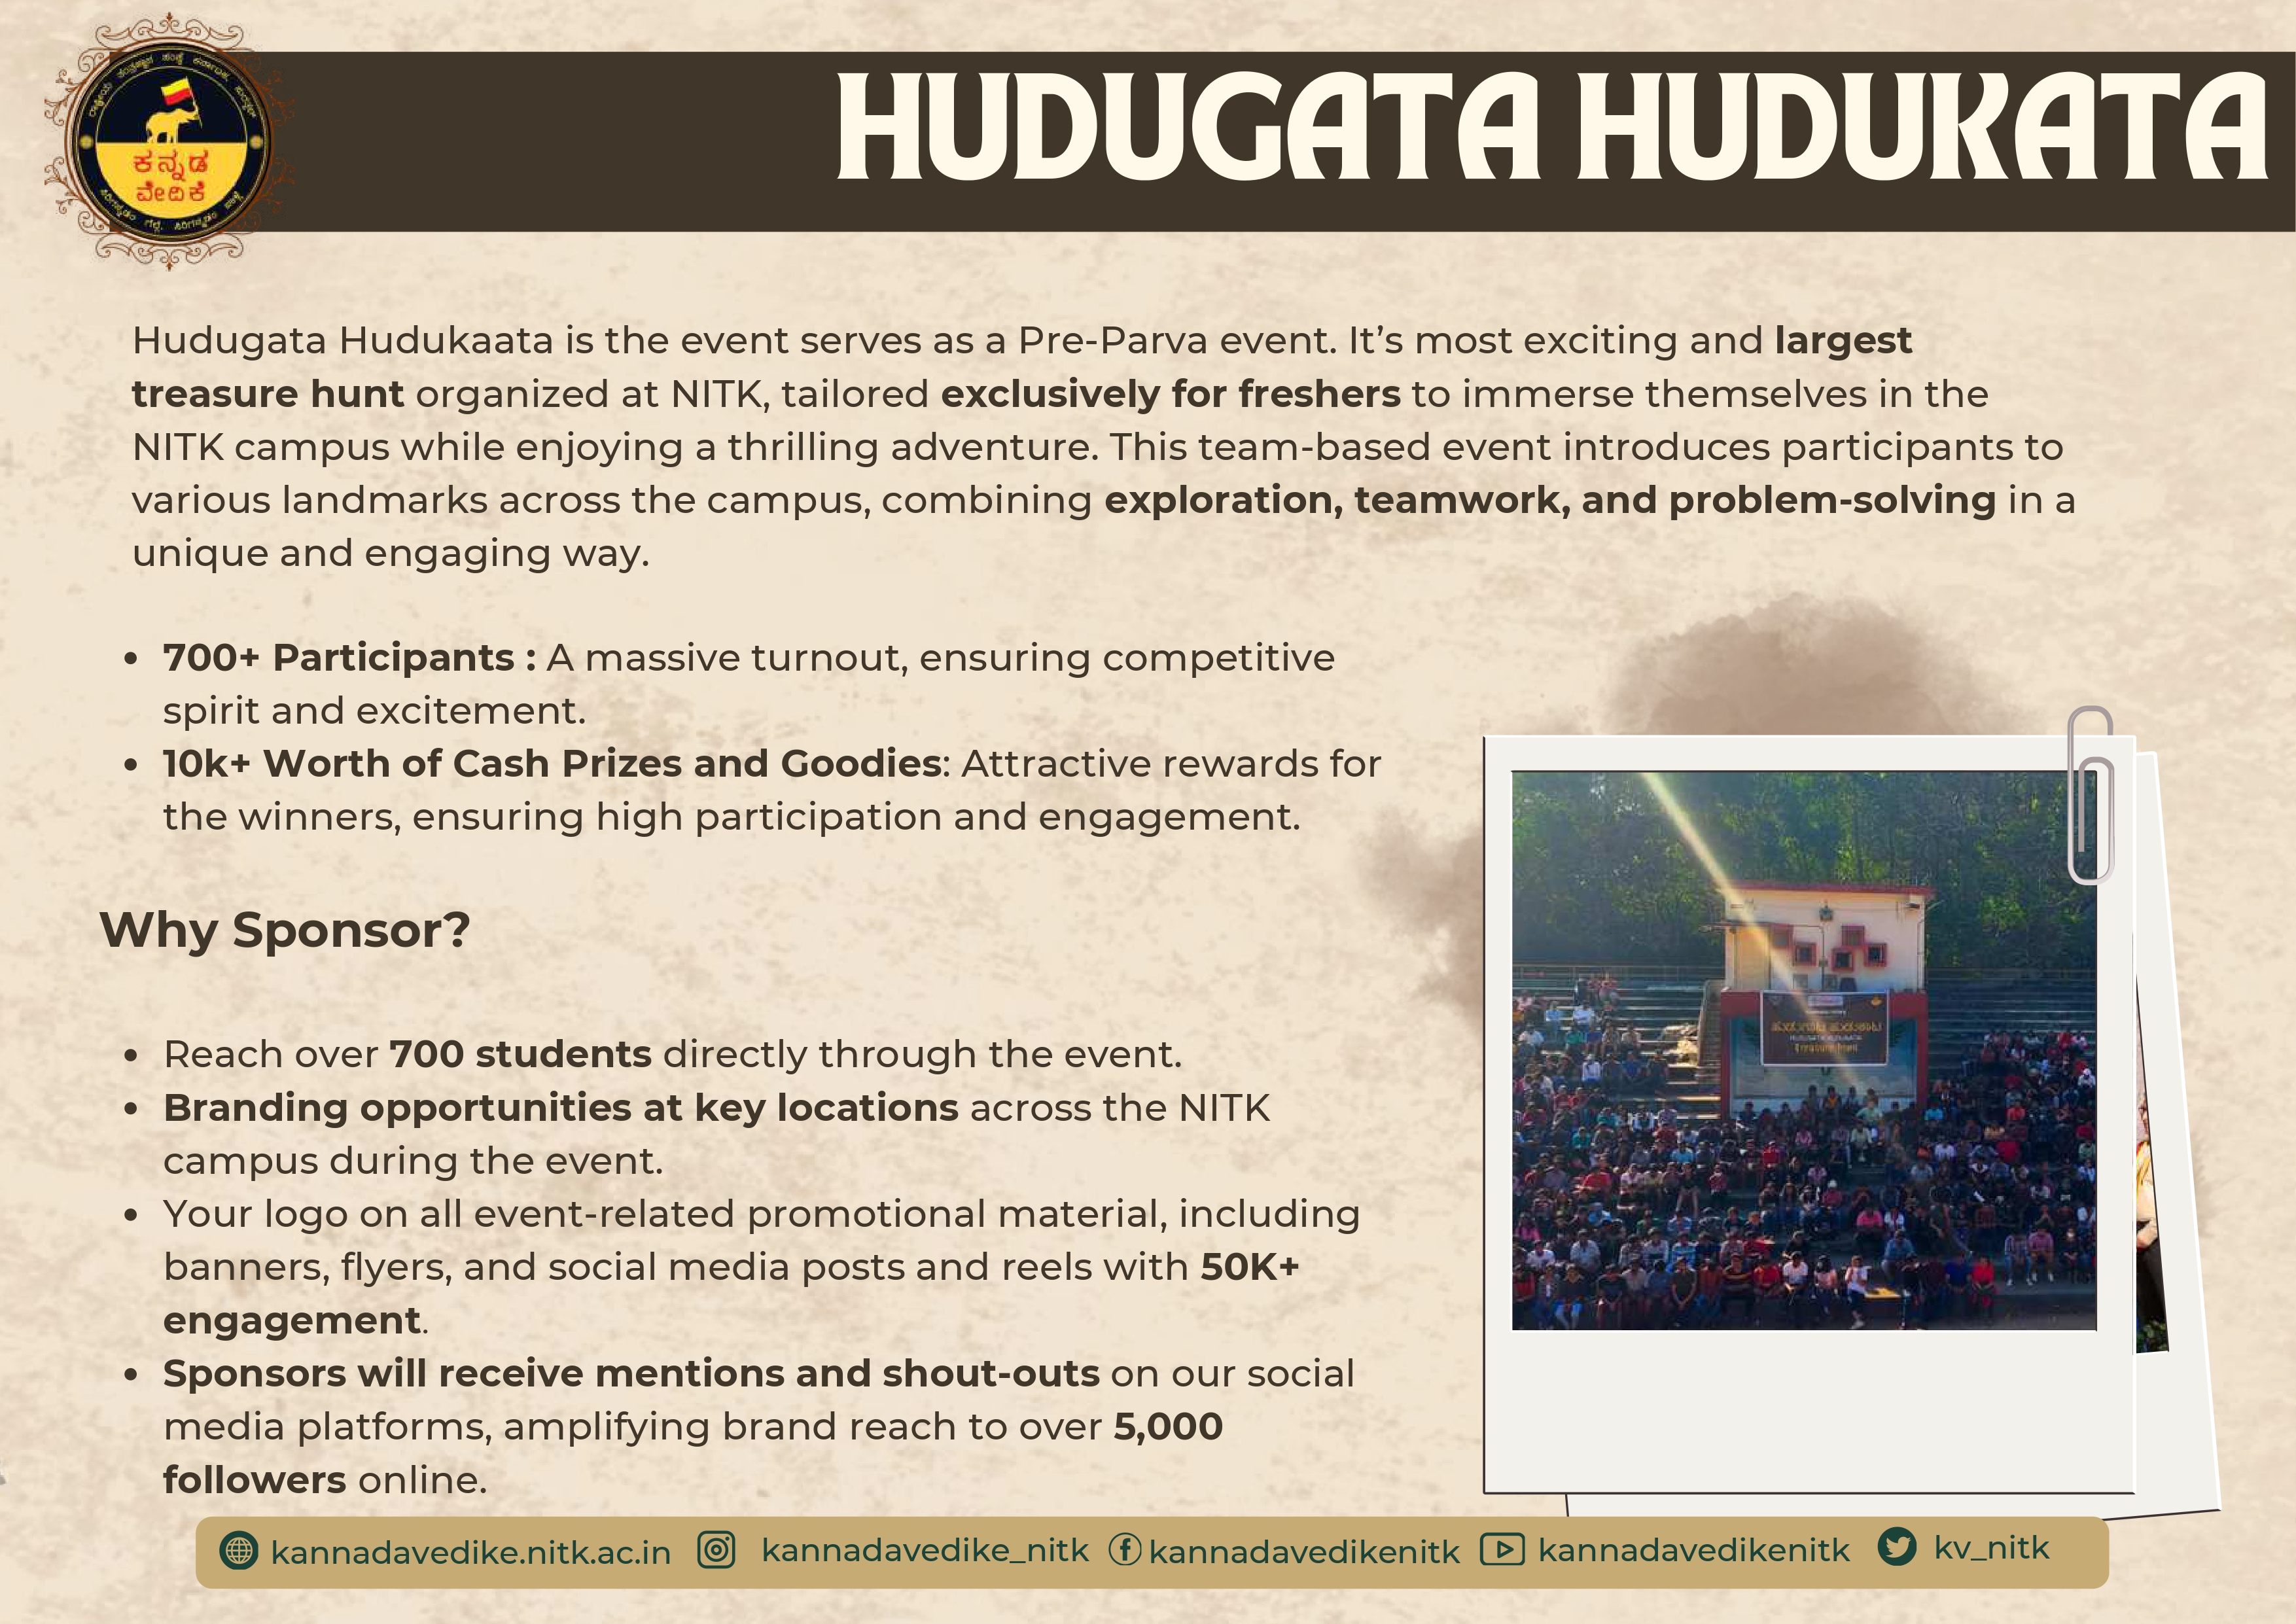 HUDUGATA HUDUKATA
ಕನ್ನಡ
ವೇದಿಕೆ
Hudugata Hudukaata is the event serves as a Pre-Parva event. It’s most exciting and largest
treasure hunt organized at NITK, tailored exclusively for freshers to immerse themselves in the
NITK campus while enjoying a thrilling adventure. This team-based event introduces participants to
various landmarks across the campus, combining exploration, teamwork, and problem-solving in a
unique and engaging way.
• 700+ Participants : A massive turnout, ensuring competitive
spirit and excitement.
• 10k+ Worth of Cash Prizes and Goodies: Attractive rewards for
the winners, ensuring high participation and engagement.
Why Sponsor?
• Reach over 700 students directly through the event.
• Branding opportunities at key locations across the NITK
campus during the event.
• Your logo on all event-related promotional material, including
banners, flyers, and social media posts and reels with 50K+
engagement.
• Sponsors will receive mentions and shout-outs on our social
media platforms, amplifying brand reach to over 5,000
followers online.
HUDUGATA HUDUKATA
kannadavedike.nitk.ac.in kannadavedike_nitk kannadavedikenitk kannadavedikenitk kv_nitk